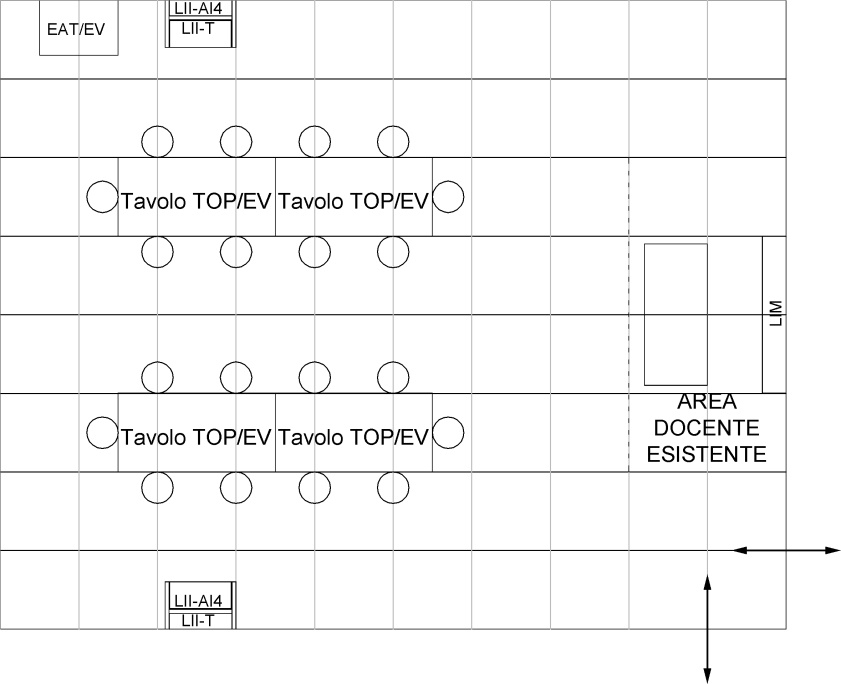 LII-AI4
EAT/EV
LII-T
Tavolo TOP/EV
Tavolo TOP/EV
LIM
AREA
DOCENTE
ESISTENTE
Tavolo TOP/EV
Tavolo TOP/EV
LII-AI4
LII-T